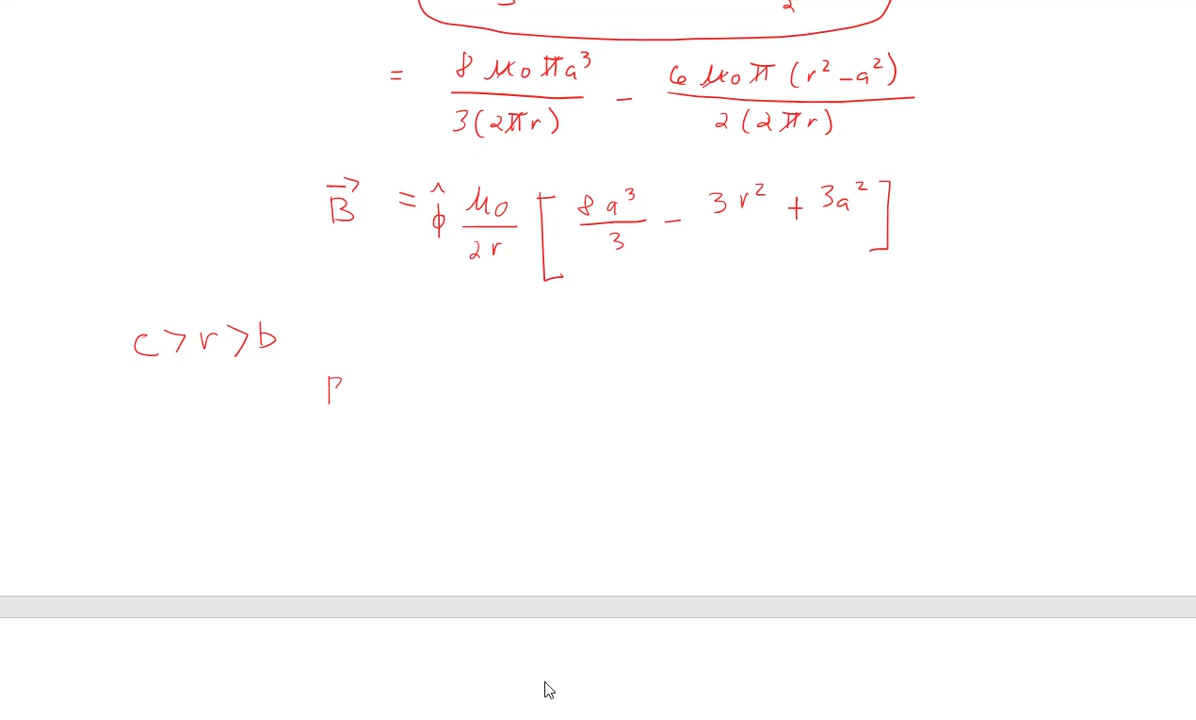 = 8 μ₀ πa³ / 3(2πr) − 6 μ₀ π (r² − a²) / 2(2πr)
B⃗ = φ̂ μ₀ / 2r [ 8a³ / 3 − 3r² + 3a² ]
c > r > b